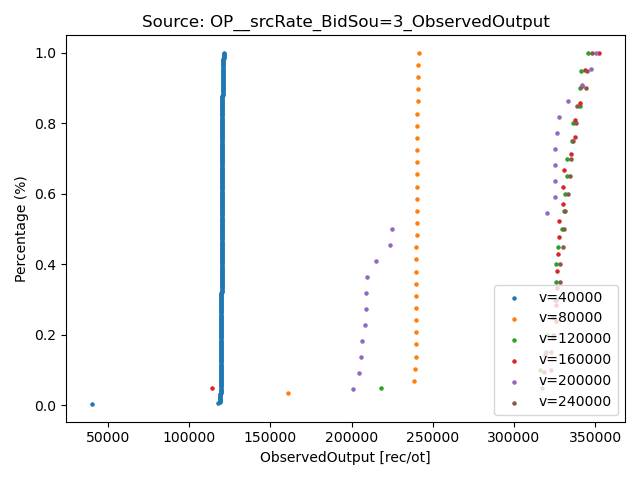 Source: OP__srcRate_BidSou=3_ObservedOutput
Percentage (%)
1.0
0.8
0.6
0.4
0.2
0.0
v=40000
v=80000
v=120000
v=160000
v=200000
v=240000
50000 100000 150000 200000 250000 300000 350000
ObservedOutput [rec/ot]